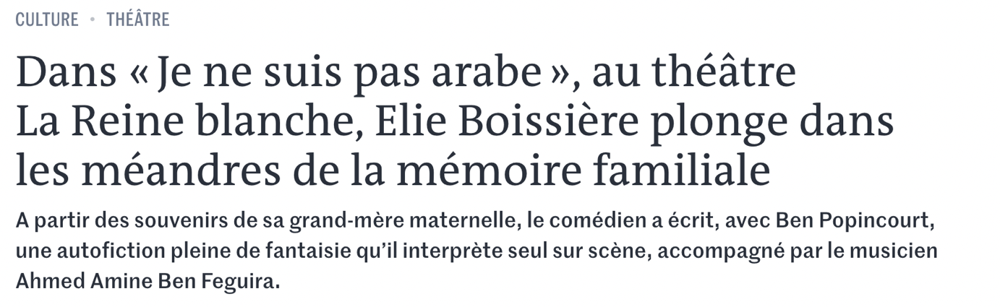 CULTURE • THÉÂTRE
Dans « Je ne suis pas arabe », au théâtre
La Reine blanche, Elie Boissière plonge dans
les méandres de la mémoire familiale
A partir des souvenirs de sa grand-mère maternelle, le comédien a écrit, avec Ben Popincourt,
une autofiction pleine de fantaisie qu’il interprète seul sur scène, accompagné par le musicien
Ahmed Amine Ben Feguira.